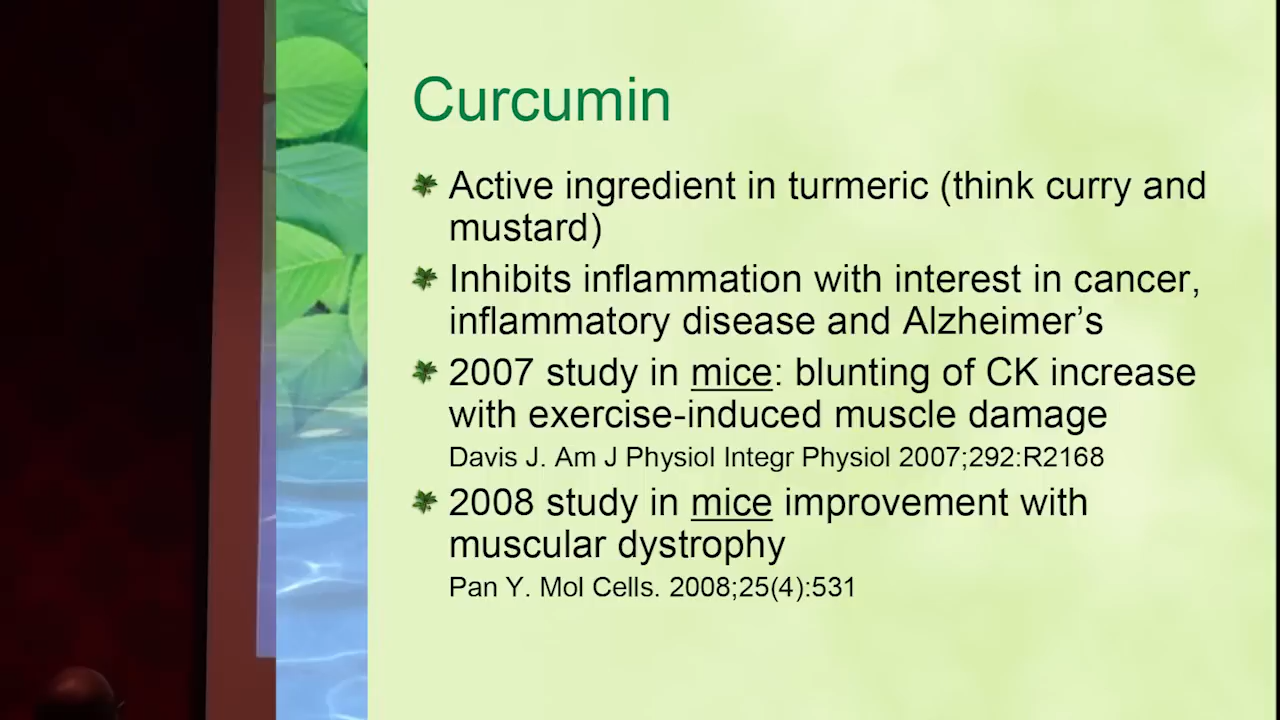 Curcumin
Active ingredient in turmeric (think curry and
mustard)
Inhibits inflammation with interest in cancer,
inflammatory disease and Alzheimer’s
2007 study in mice: blunting of CK increase
with exercise-induced muscle damage
Davis J. Am J Physiol Integr Physiol 2007;292:R2168
2008 study in mice improvement with
muscular dystrophy
Pan Y. Mol Cells. 2008;25(4):531